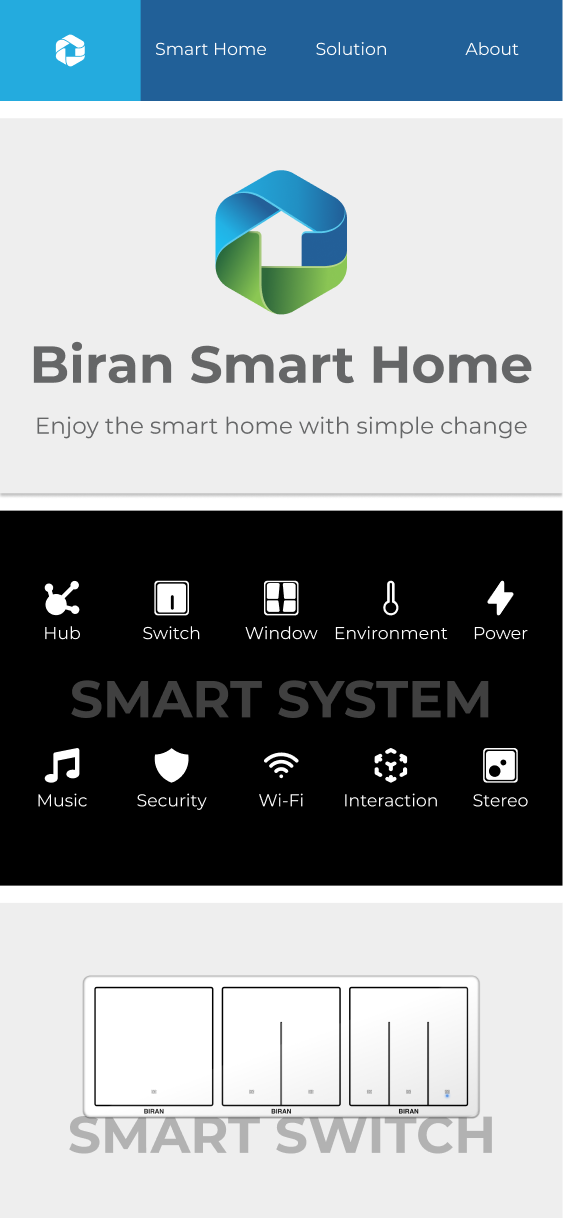 Smart Home Solution About
Biran Smart Home
Enjoy the smart home with simple change
Hub Switch Window Environment Power
SMART SYSTEM
Music Security Wi-Fi Interaction Stereo
BIRAN BIRAN BIRAN
SMART SWITCH